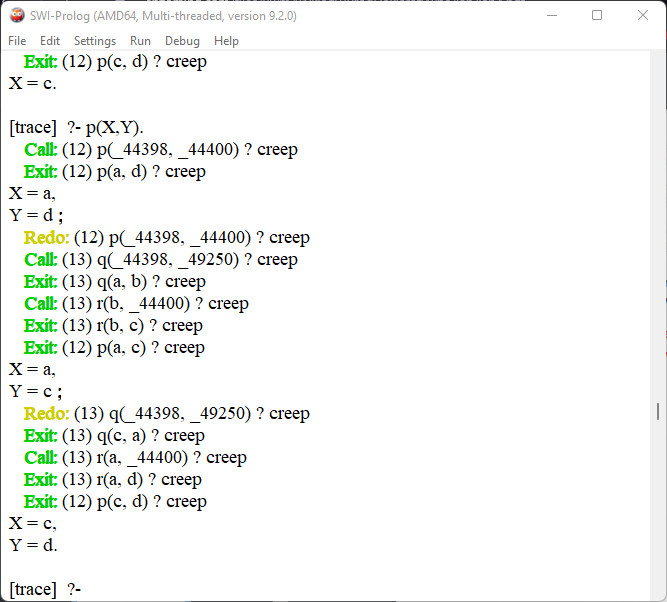 SWI-Prolog (AMD64, Multi-threaded, version 9.2.0)
File Edit Settings Run Debug Help
Exit: (12) p(c, d) ? creep
X = c.
[trace]  ?- p(X,Y).
Call: (12) p(_44398, _44400) ? creep
Exit: (12) p(a, d) ? creep
X = a,
Y = d ;
Redo: (12) p(_44398, _44400) ? creep
Call: (13) q(_44398, _49250) ? creep
Exit: (13) q(a, b) ? creep
Call: (13) r(b, _44400) ? creep
Exit: (13) r(b, c) ? creep
Exit: (12) p(a, c) ? creep
X = a,
Y = c ;
Redo: (13) q(_44398, _49250) ? creep
Exit: (13) q(c, a) ? creep
Call: (13) r(a, _44400) ? creep
Exit: (13) r(a, d) ? creep
Exit: (12) p(c, d) ? creep
X = c,
Y = d.
[trace]  ?-